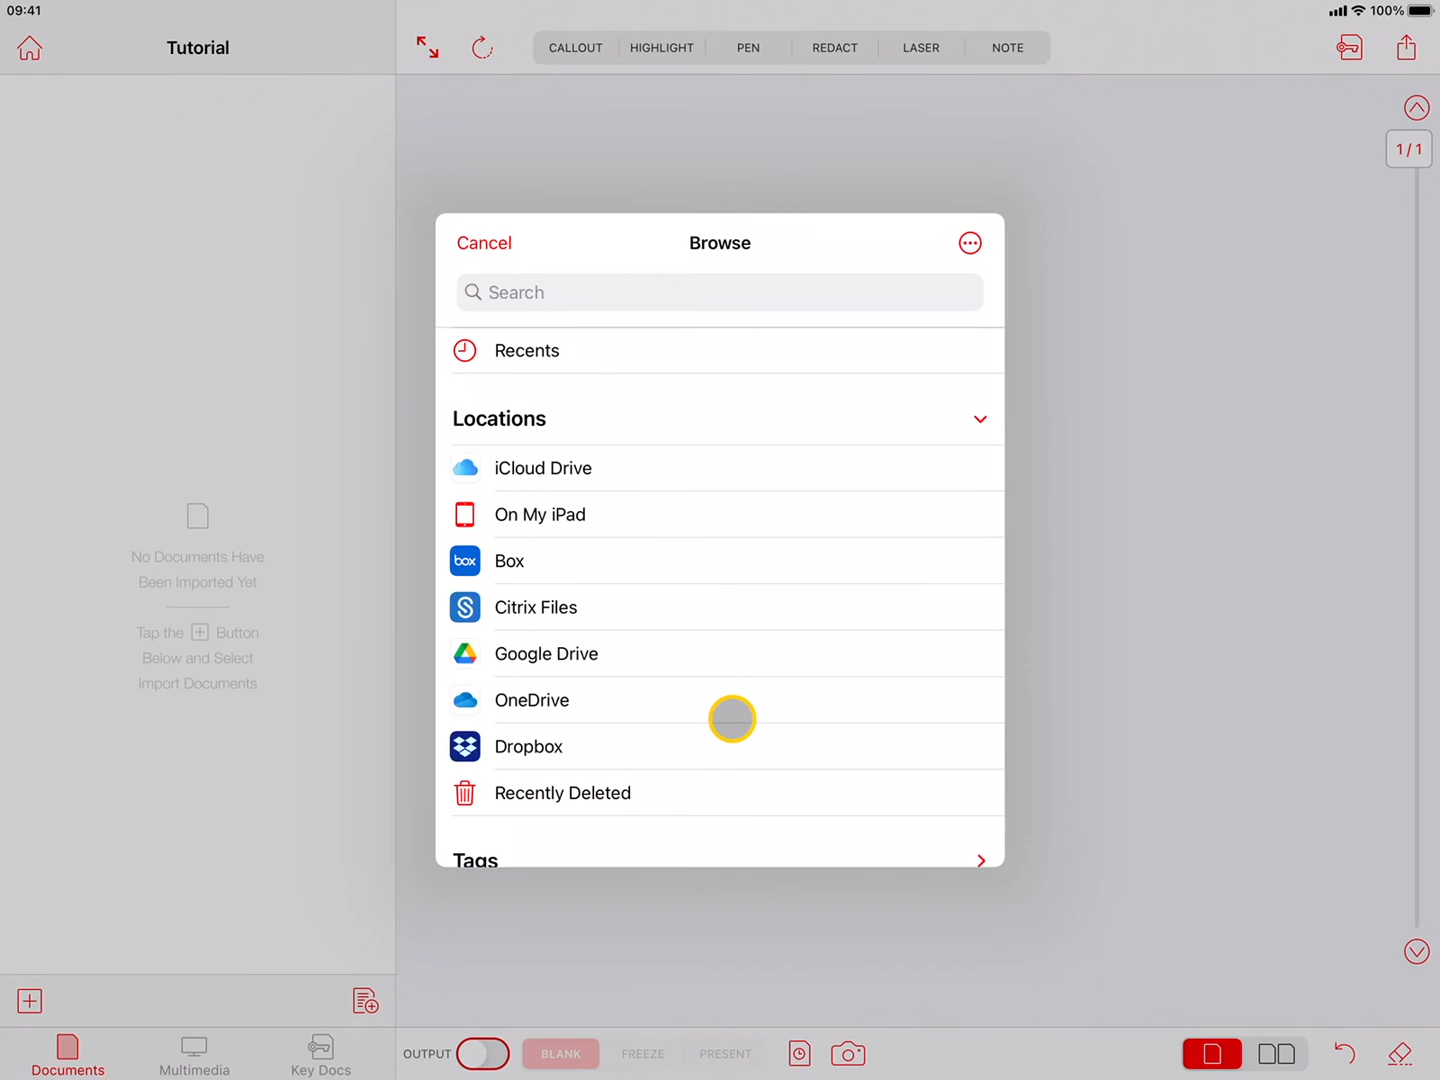 09:41
100%
Tutorial
CALLOUT
HIGHLIGHT
PEN
REDACT
LASER
NOTE
1 / 1
Cancel
Browse
Search
Recents
Locations
iCloud Drive
On My iPad
box
Box
Citrix Files
Google Drive
OneDrive
Dropbox
Recently Deleted
Tags
No Documents Have
Been Imported Yet
Tap the + Button
Below and Select
Import Documents
Documents
Multimedia
Key Docs
OUTPUT
BLANK
FREEZE
PRESENT